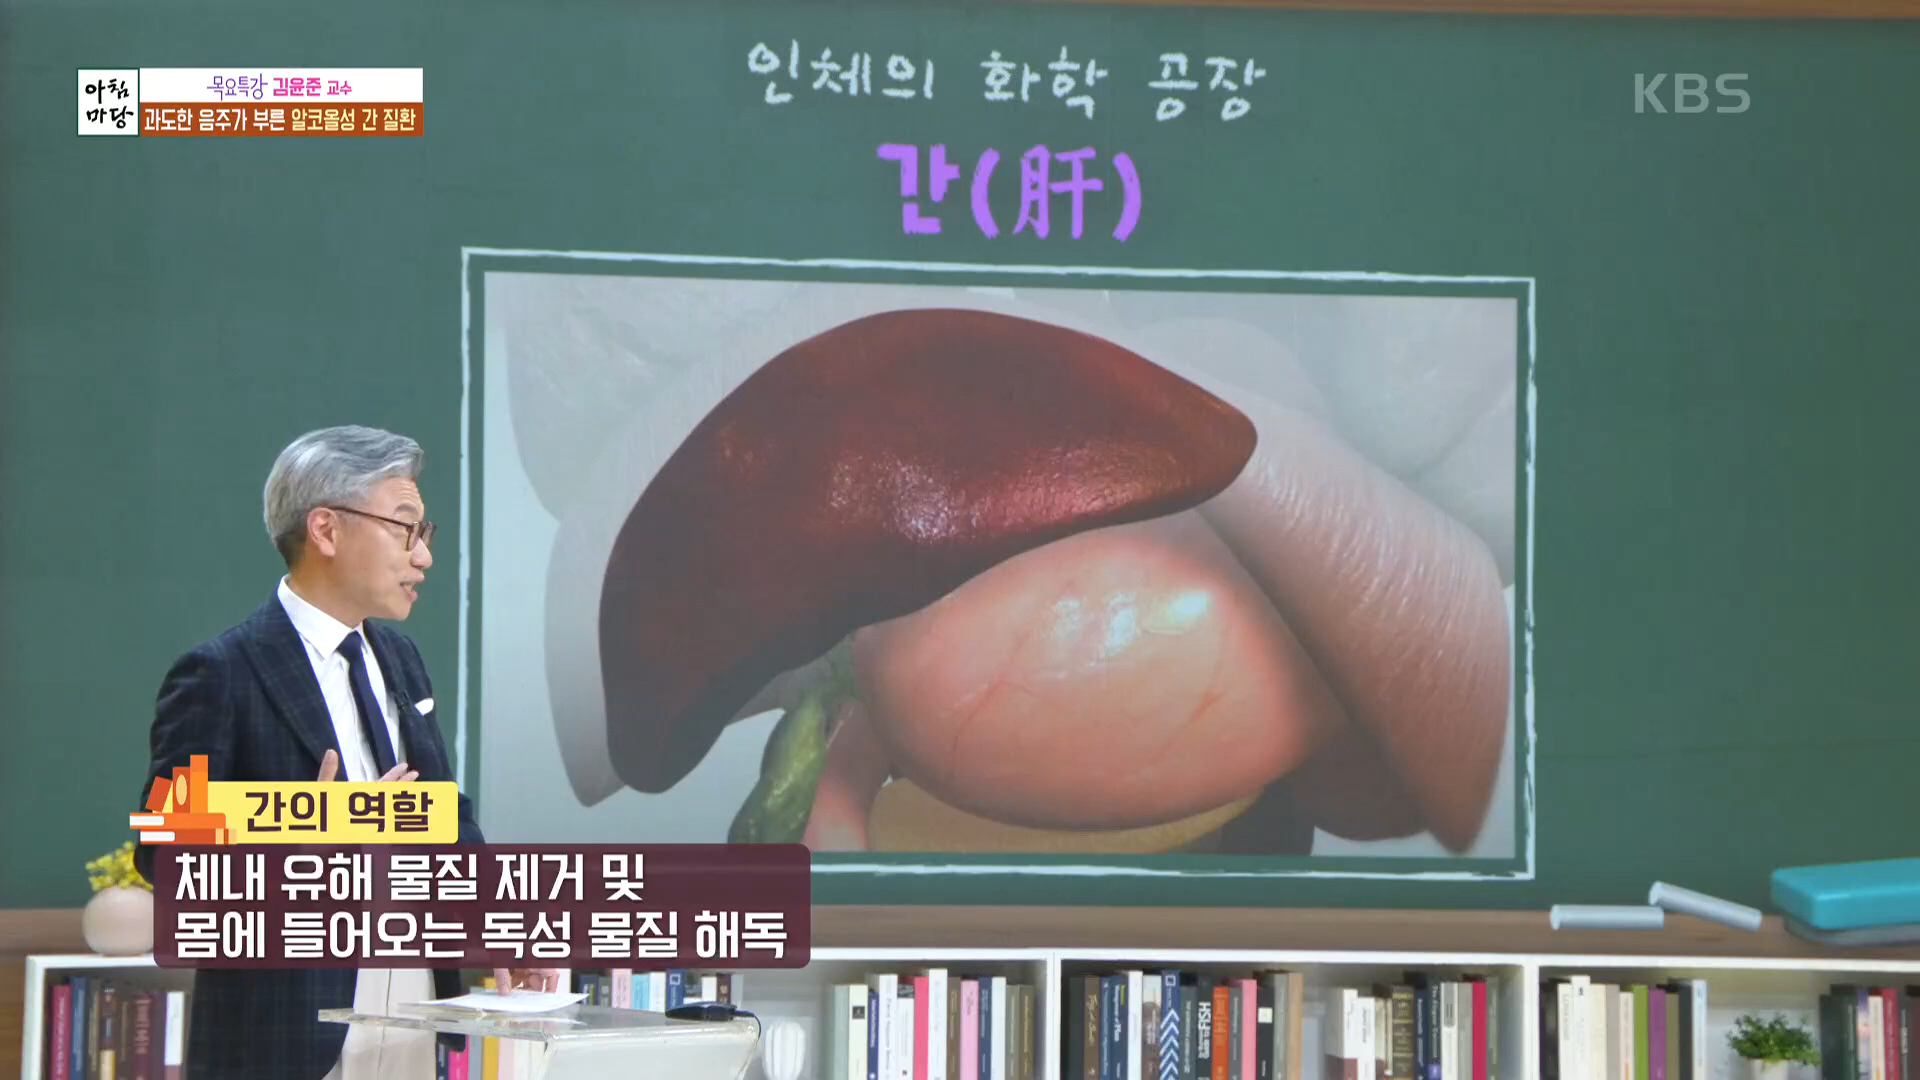 아침
마당
목요특강 김윤준 교수
과도한 음주가 부른 알코올성 간 질환
KBS
인체의 화학 공장
간(肝)
간의 역할
체내 유해 물질 제거 및
몸에 들어오는 독성 물질 해독
FISH